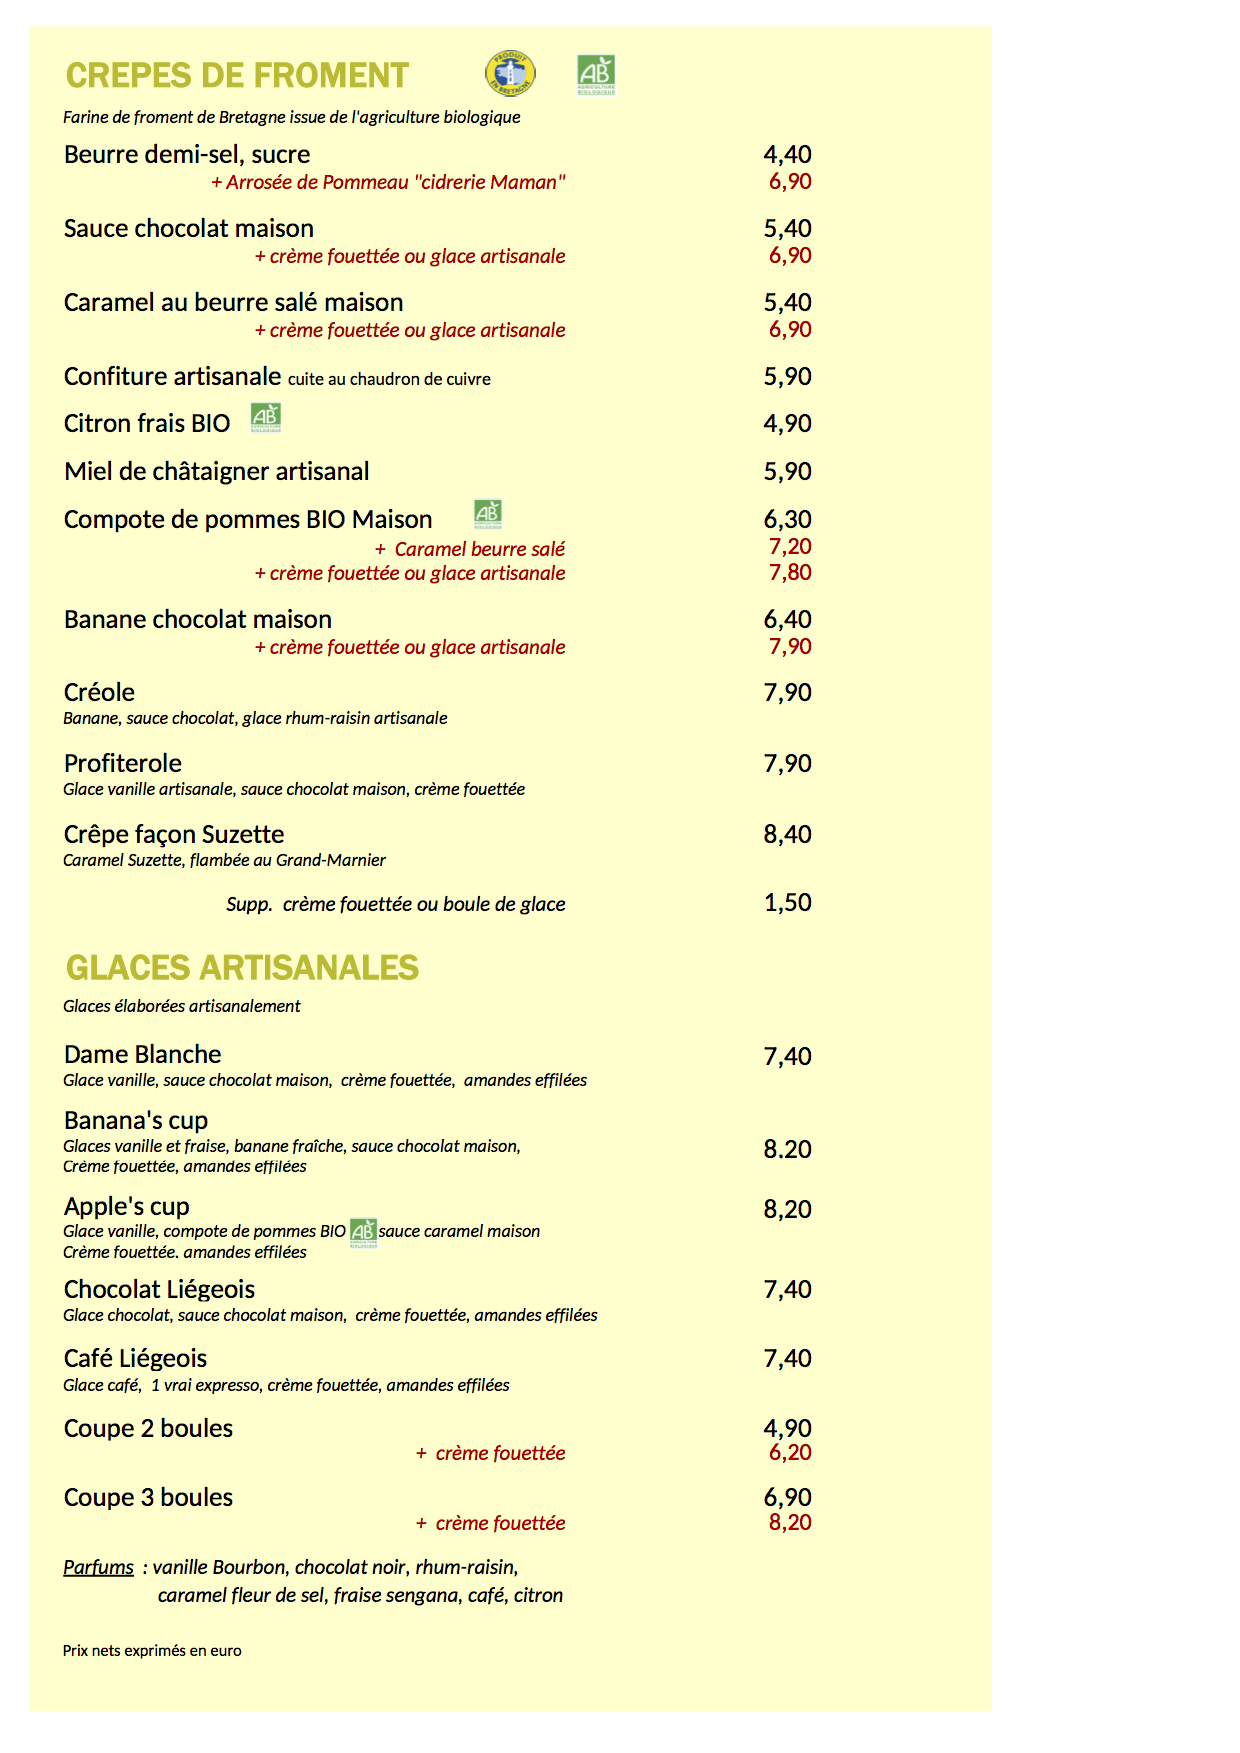 CREPES DE FROMENT
PRODUIT EN BRETAGNE
AB
AGRICULTURE
BIOLOGIQUE
Farine de froment de Bretagne issue de l'agriculture biologique
Beurre demi-sel, sucre 4,40
+ Arrosée de Pommeau "cidrerie Maman" 6,90
Sauce chocolat maison 5,40
+ crème fouettée ou glace artisanale 6,90
Caramel au beurre salé maison 5,40
+ crème fouettée ou glace artisanale 6,90
Confiture artisanale cuite au chaudron de cuivre 5,90
Citron frais BIO AB AGRICULTURE BIOLOGIQUE 4,90
Miel de châtaigner artisanal 5,90
Compote de pommes BIO Maison AB AGRICULTURE BIOLOGIQUE 6,30
+ Caramel beurre salé 7,20
+ crème fouettée ou glace artisanale 7,80
Banane chocolat maison 6,40
+ crème fouettée ou glace artisanale 7,90
Créole 7,90
Banane, sauce chocolat, glace rhum-raisin artisanale
Profiterole 7,90
Glace vanille artisanale, sauce chocolat maison, crème fouettée
Crêpe façon Suzette 8,40
Caramel Suzette, flambée au Grand-Marnier
Supp. crème fouettée ou boule de glace 1,50
GLACES ARTISANALES
Glaces élaborées artisanalement
Dame Blanche 7,40
Glace vanille, sauce chocolat maison, crème fouettée, amandes effilées
Banana's cup
Glaces vanille et fraise, banane fraîche, sauce chocolat maison, 8.20
Crème fouettée, amandes effilées
Apple's cup 8,20
Glace vanille, compote de pommes BIO AB AGRICULTURE BIOLOGIQUE sauce caramel maison
Crème fouettée. amandes effilées
Chocolat Liégeois 7,40
Glace chocolat, sauce chocolat maison, crème fouettée, amandes effilées
Café Liégeois 7,40
Glace café, 1 vrai expresso, crème fouettée, amandes effilées
Coupe 2 boules 4,90
+ crème fouettée 6,20
Coupe 3 boules 6,90
+ crème fouettée 8,20
Parfums : vanille Bourbon, chocolat noir, rhum-raisin,
caramel fleur de sel, fraise sengana, café, citron
Prix nets exprimés en euro